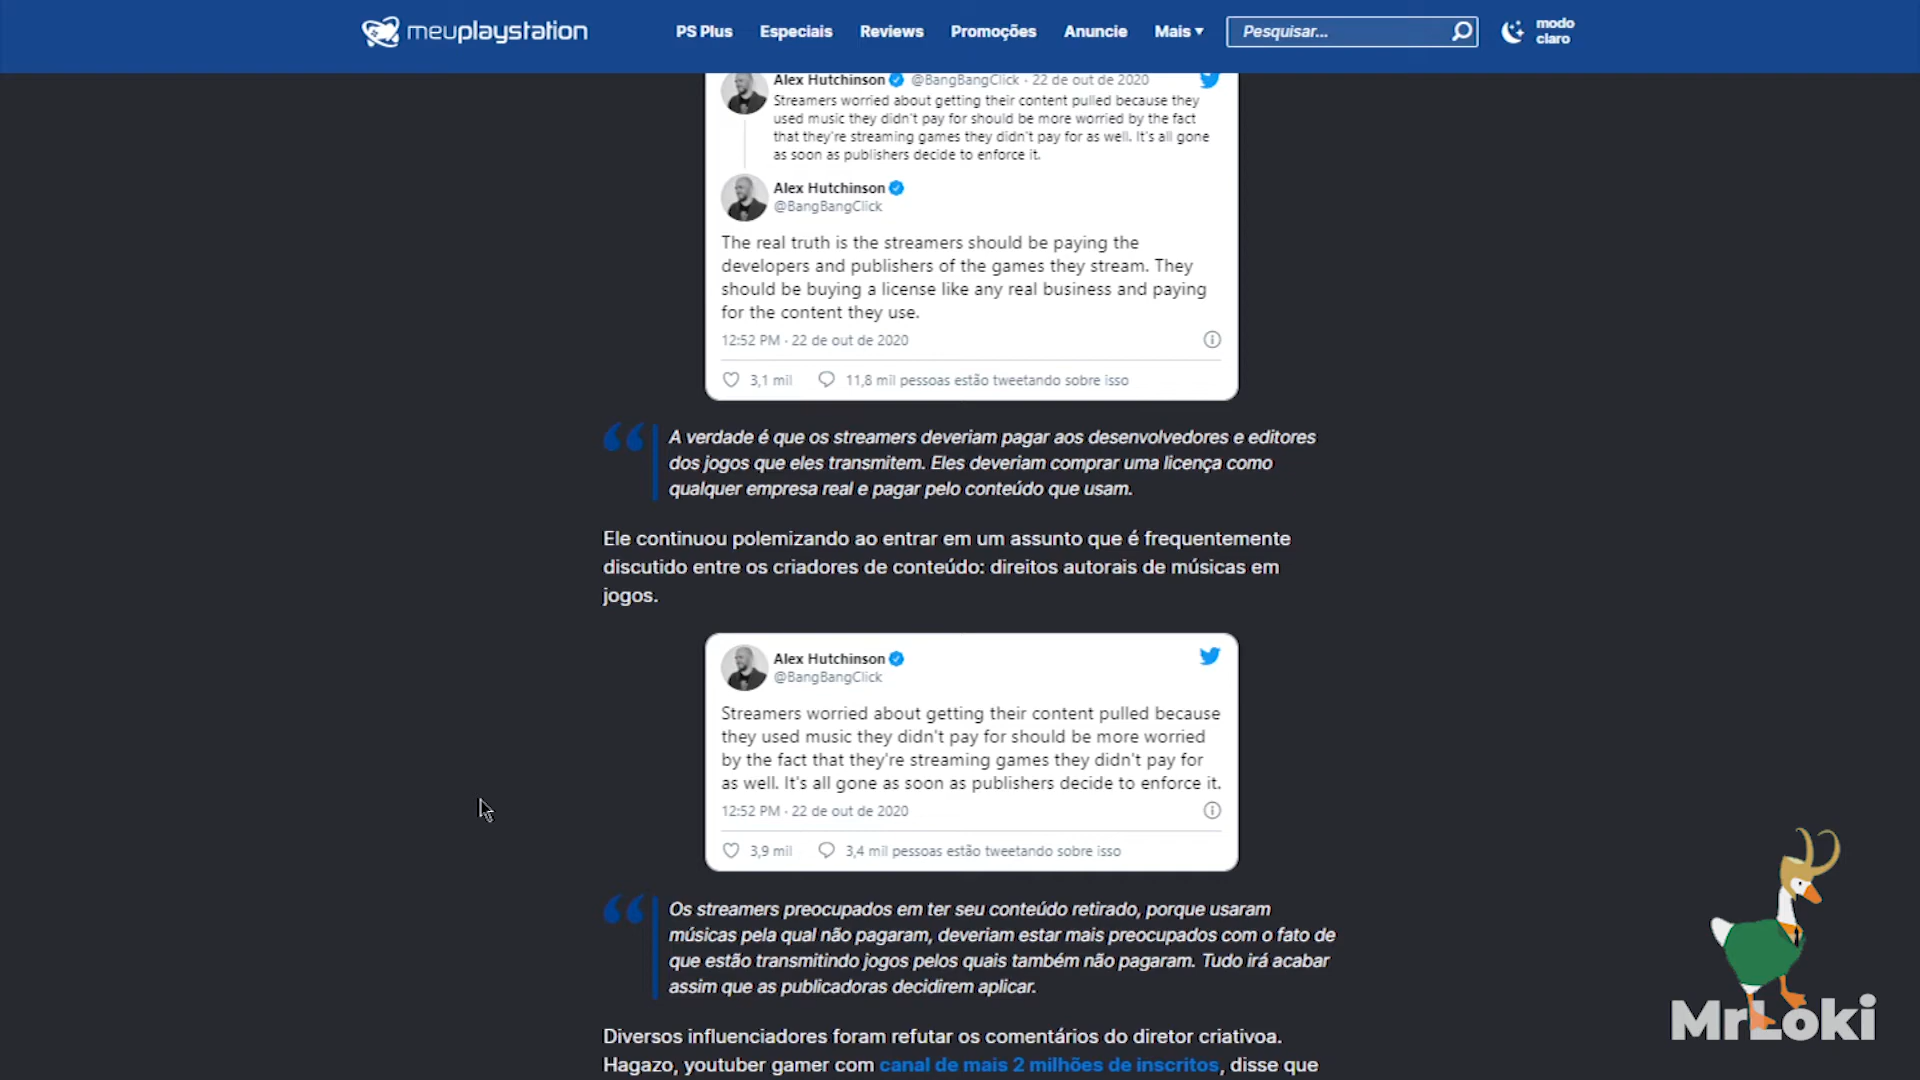 meuplaystation
PS Plus
Especiais
Reviews
Promoções
Anuncie
Mais ▾
Pesquisar...
modo
claro
Alex Hutchinson @BangBangClick · 22 de out de 2020
Streamers worried about getting their content pulled because they
used music they didn't pay for should be more worried by the fact
that they're streaming games they didn't pay for as well. It's all gone
as soon as publishers decide to enforce it.
Alex Hutchinson
@BangBangClick
The real truth is the streamers should be paying the
developers and publishers of the games they stream. They
should be buying a license like any real business and paying
for the content they use.
12:52 PM · 22 de out de 2020
3,1 mil
11,8 mil pessoas estão tweetando sobre isso
A verdade é que os streamers deveriam pagar aos desenvolvedores e editores
dos jogos que eles transmitem. Eles deveriam comprar uma licença como
qualquer empresa real e pagar pelo conteúdo que usam.
Ele continuou polemizando ao entrar em um assunto que é frequentemente
discutido entre os criadores de conteúdo: direitos autorais de músicas em
jogos.
Alex Hutchinson
@BangBangClick
Streamers worried about getting their content pulled because
they used music they didn't pay for should be more worried
by the fact that they're streaming games they didn't pay for
as well. It's all gone as soon as publishers decide to enforce it.
12:52 PM · 22 de out de 2020
3,9 mil
3,4 mil pessoas estão tweetando sobre isso
Os streamers preocupados em ter seu conteúdo retirado, porque usaram
músicas pela qual não pagaram, deveriam estar mais preocupados com o fato de
que estão transmitindo jogos pelos quais também não pagaram. Tudo irá acabar
assim que as publicadoras decidirem aplicar.
Diversos influenciadores foram refutar os comentários do diretor criativoa.
Hagazo, youtuber gamer com canal de mais 2 milhões de inscritos, disse que
MrLoki